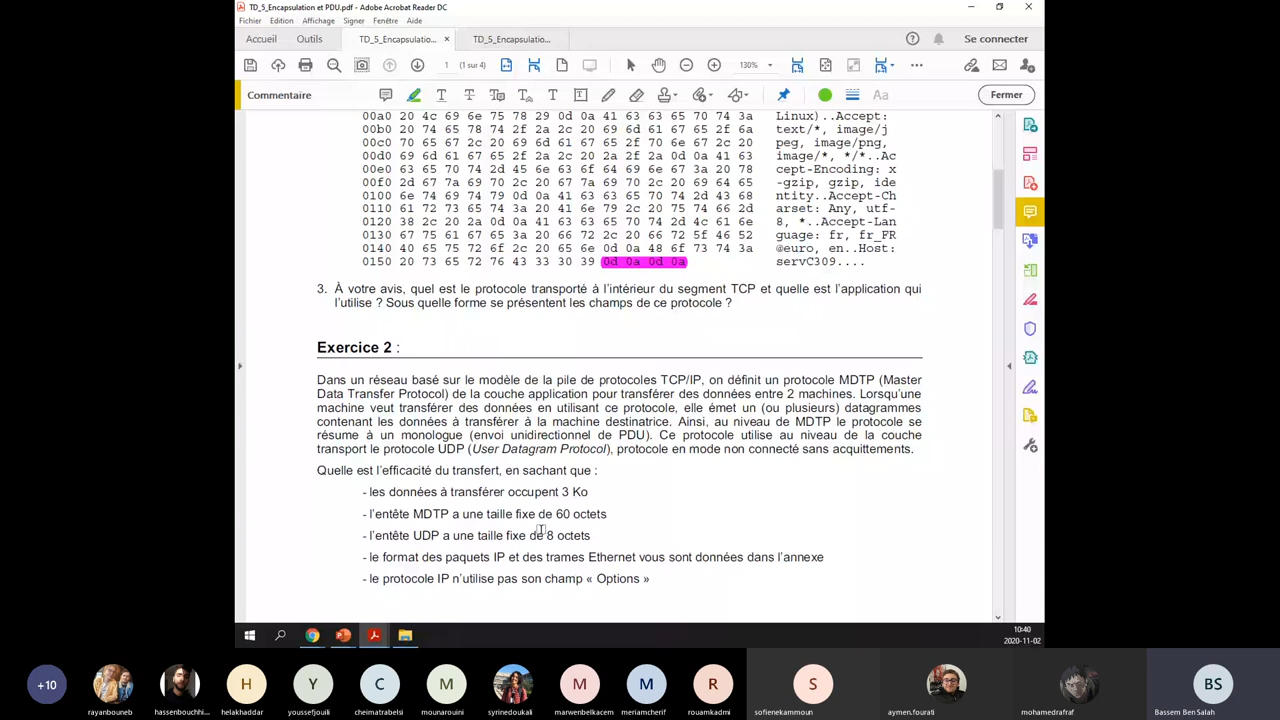 TD_5_Encapsulation et PDU.pdf - Adobe Acrobat Reader DC
Fichier Edition Affichage Signer Fenêtre Aide
Accueil Outils TD_5_Encapsulatio... × TD_5_Encapsulatio... Se connecter
1 (1 sur 4) 130%
Commentaire Aa Fermer
00a0 20 4c 69 6e 75 78 29 0d 0a 41 63 63 65 70 74 3a Linux)..Accept:
00b0 20 74 65 78 74 2f 2a 2c 20 69 6d 61 67 65 2f 6a text/*, image/j
00c0 70 65 67 2c 20 69 6d 61 67 65 2f 70 6e 67 2c 20 peg, image/png,
00d0 69 6d 61 67 65 2f 2a 2c 20 2a 2f 2a 0d 0a 41 63 image/*, */*..Ac
00e0 63 65 70 74 2d 45 6e 63 6f 64 69 6e 67 3a 20 78 cept-Encoding: x
00f0 2d 67 7a 69 70 2c 20 67 7a 69 70 2c 20 69 64 65 -gzip, gzip, ide
0100 6e 74 69 74 79 0d 0a 41 63 63 65 70 74 2d 43 68 ntity..Accept-Ch
0110 61 72 73 65 74 3a 20 41 6e 79 2c 20 75 74 66 2d arset: Any, utf-
0120 38 2c 20 2a 0d 0a 41 63 63 65 70 74 2d 4c 61 6e 8, *..Accept-Lan
0130 67 75 61 67 65 3a 20 66 72 2c 20 66 72 5f 46 52 guage: fr, fr_FR
0140 40 65 75 72 6f 2c 20 65 6e 0d 0a 48 6f 73 74 3a @euro, en..Host:
0150 20 73 65 72 76 43 33 30 39 0d 0a 0d 0a servC309....
3. À votre avis, quel est le protocole transporté à l'intérieur du segment TCP et quelle est l'application qui
l'utilise ? Sous quelle forme se présentent les champs de ce protocole ?
Exercice 2 :
Dans un réseau basé sur le modèle de la pile de protocoles TCP/IP, on définit un protocole MDTP (Master
Data Transfer Protocol) de la couche application pour transférer des données entre 2 machines. Lorsqu'une
machine veut transférer des données en utilisant ce protocole, elle émet un (ou plusieurs) datagrammes
contenant les données à transférer à la machine destinatrice. Ainsi, au niveau de MDTP le protocole se
résume à un monologue (envoi unidirectionnel de PDU). Ce protocole utilise au niveau de la couche
transport le protocole UDP (User Datagram Protocol), protocole en mode non connecté sans acquittements.
Quelle est l'efficacité du transfert, en sachant que :
- les données à transférer occupent 3 Ko
- l'entête MDTP a une taille fixe de 60 octets
- l'entête UDP a une taille fixe de 8 octets
- le format des paquets IP et des trames Ethernet vous sont données dans l'annexe
- le protocole IP n'utilise pas son champ « Options »
10:40
2020-11-02
+10 H Y C M M M R S BS
rayanbouneb hassenbouchhi... helakhaddar youssefjouili cheimatrabelsi mounarouini syrinedoukali marwenbelkacem meriamcherif rouamkadmi sofienekammoun aymen.fourati mohamedrafraf Bassem Ben Salah